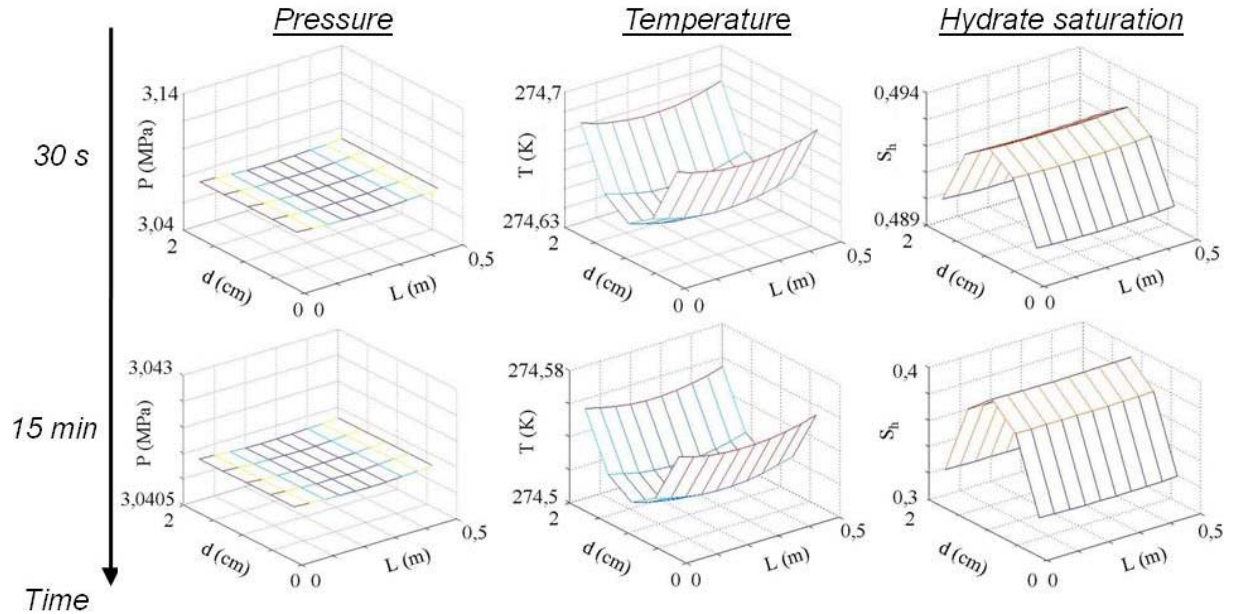 Pressure
Temperature
Hydrate saturation
30 s
3,14
P (MPa)
3,04
2
d (cm)
0 0
L (m)
0,5
274,7
T (K)
274,63
2
d (cm)
0 0
L (m)
0,5
0,494
Sh
0,489
2
d (cm)
0 0
L (m)
0,5
15 min
3,043
P (MPa)
3,0405
2
d (cm)
0 0
L (m)
0,5
274,58
T (K)
274,5
2
d (cm)
0 0
L (m)
0,5
0,4
Sh
0,3
2
d (cm)
0 0
L (m)
0,5
Time